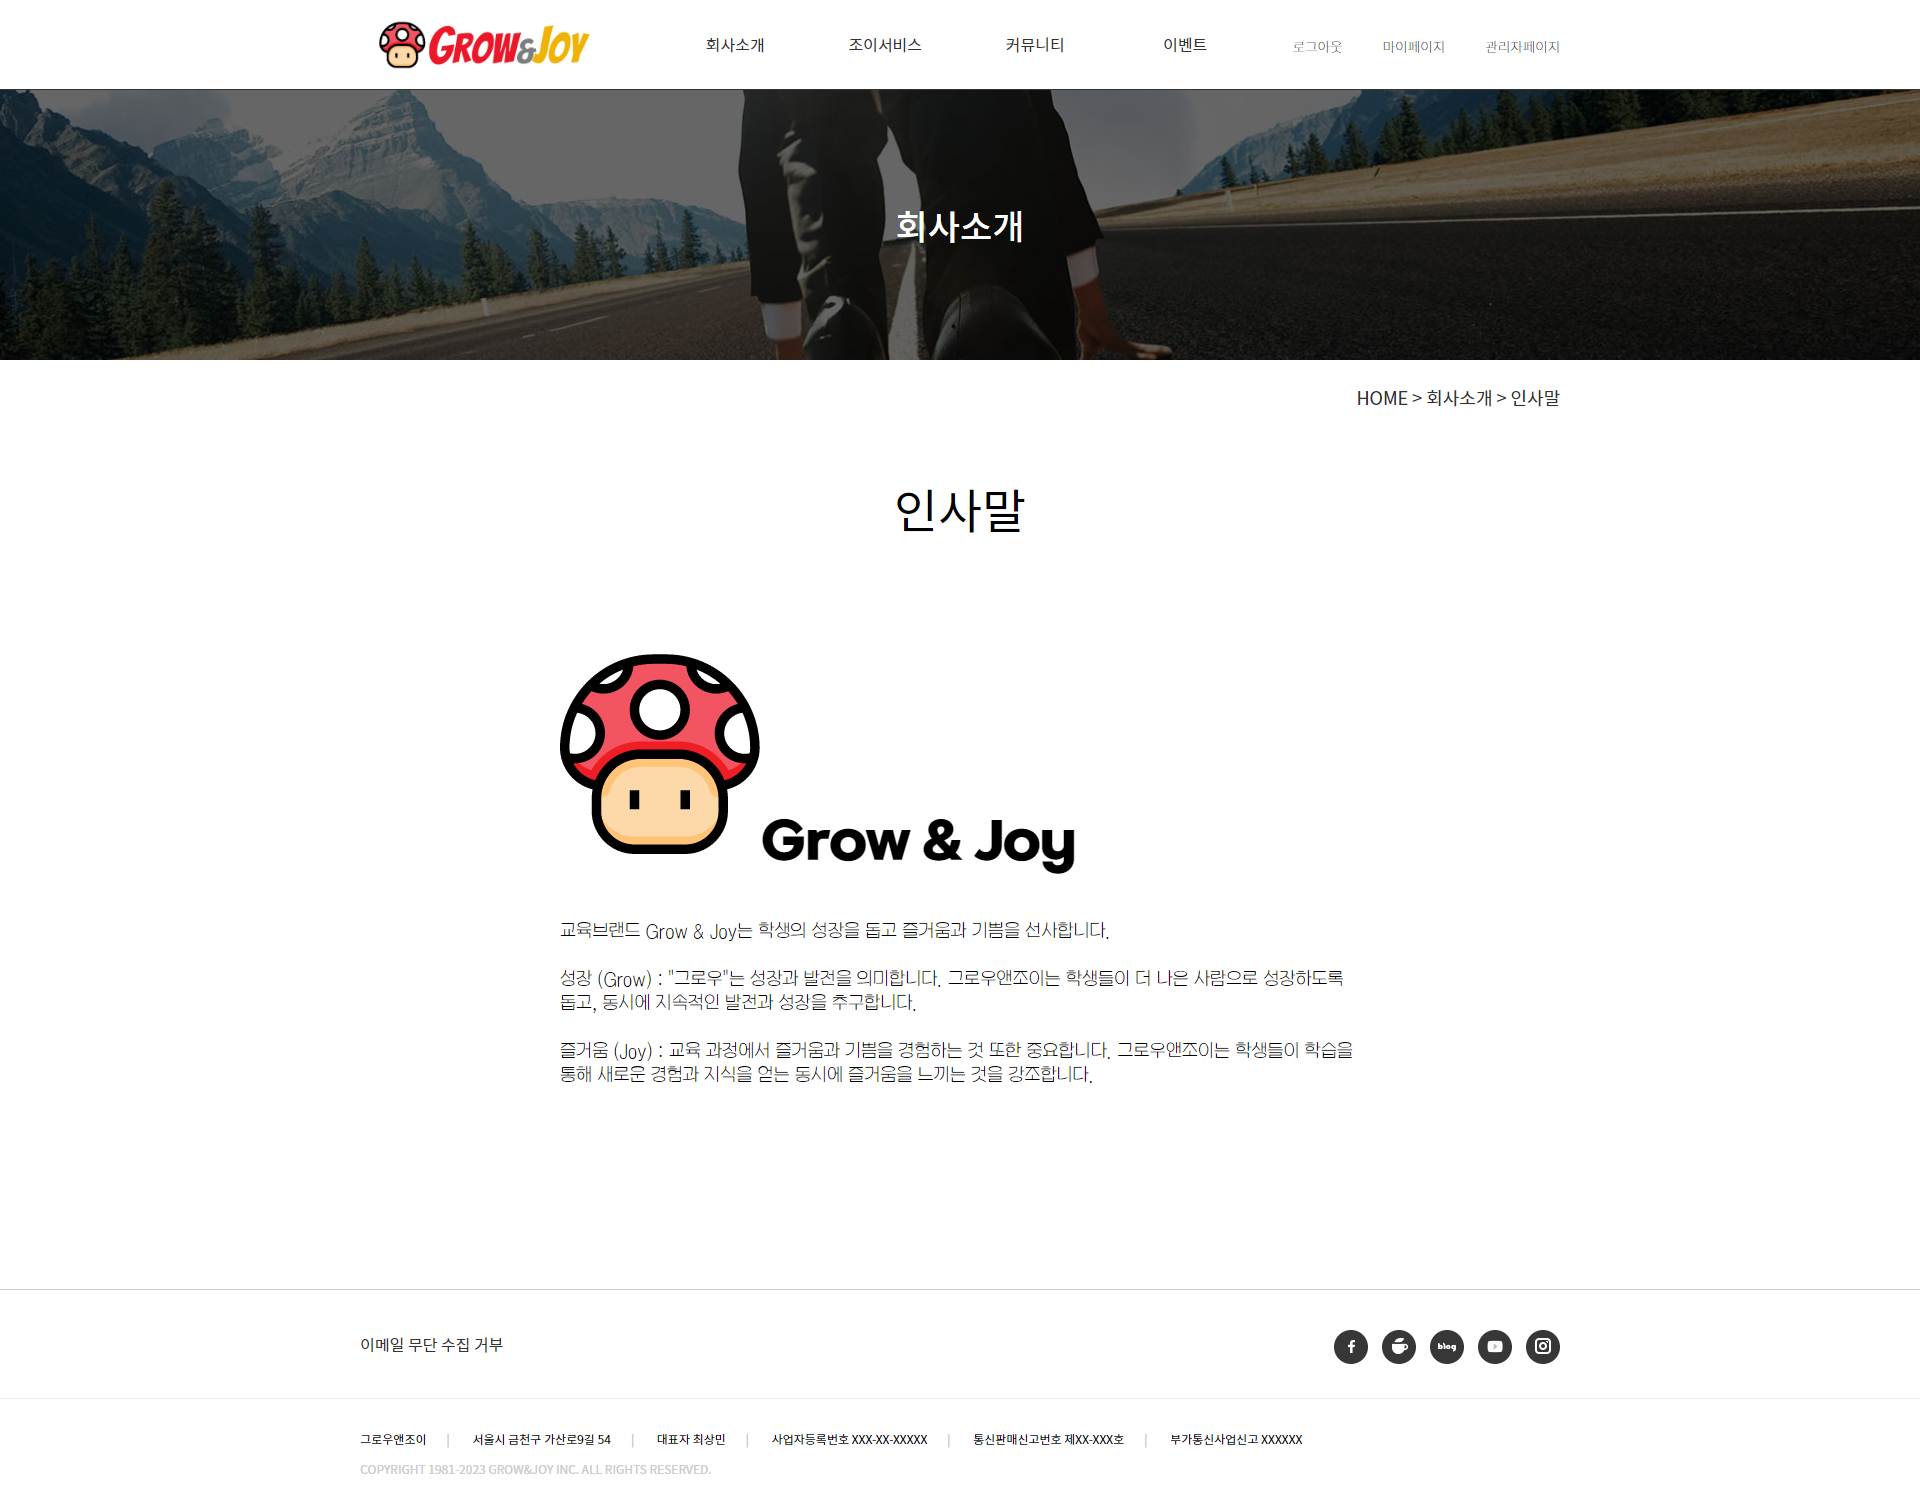 GROW&JOY
회사소개
조이서비스
커뮤니티
이벤트
로그아웃
마이페이지
관리자페이지
회사소개
HOME > 회사소개 > 인사말
인사말
Grow & Joy
교육브랜드 Grow & Joy는 학생의 성장을 돕고 즐거움과 기쁨을 선사합니다.
성장 (Grow) : "그로우"는 성장과 발전을 의미합니다. 그로우앤조이는 학생들이 더 나은 사람으로 성장하도록
돕고, 동시에 지속적인 발전과 성장을 추구합니다.
즐거움 (Joy) : 교육 과정에서 즐거움과 기쁨을 경험하는 것 또한 중요합니다. 그로우앤조이는 학생들이 학습을
통해 새로운 경험과 지식을 얻는 동시에 즐거움을 느끼는 것을 강조합니다.
이메일 무단 수집 거부
blog
그로우앤조이 | 서울시 금천구 가산로9길 54 | 대표자 최상민 | 사업자등록번호 XXX-XX-XXXXX | 통신판매신고번호 제XX-XXX호 | 부가통신사업신고 XXXXXX
COPYRIGHT 1981-2023 GROW&JOY INC. ALL RIGHTS RESERVED.